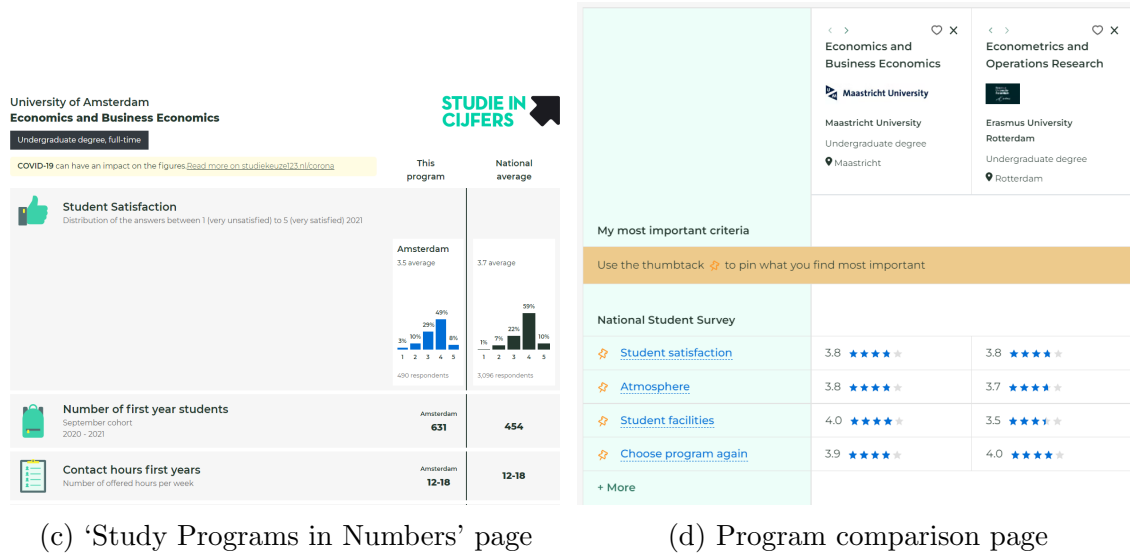 University of Amsterdam
Economics and Business Economics
Undergraduate degree, full-time
STUDIE IN
CIJFERS
COVID-19 can have an impact on the figures.Read more on studiekeuze123.nl/corona
This
program
National
average
Student Satisfaction
Distribution of the answers between 1 (very unsatisfied) to 5 (very satisfied) 2021
Amsterdam
3.5 average
3% 10% 29% 49% 8%
1 2 3 4 5
490 respondents
3.7 average
1% 7% 22% 59% 10%
1 2 3 4 5
3,096 respondents
Number of first year students
September cohort
2020 - 2021
Amsterdam
631
454
Contact hours first years
Number of offered hours per week
Amsterdam
12-18
12-18
(c) ‘Study Programs in Numbers’ page
Economics and
Business Economics
Maastricht University
Maastricht University
Undergraduate degree
Maastricht
Econometrics and
Operations Research
Erasmus University
Rotterdam
Undergraduate degree
Rotterdam
My most important criteria
Use the thumbtack to pin what you find most important
National Student Survey
Student satisfaction 3.8 3.8
Atmosphere 3.8 3.7
Student facilities 4.0 3.5
Choose program again 3.9 4.0
+ More
(d) Program comparison page